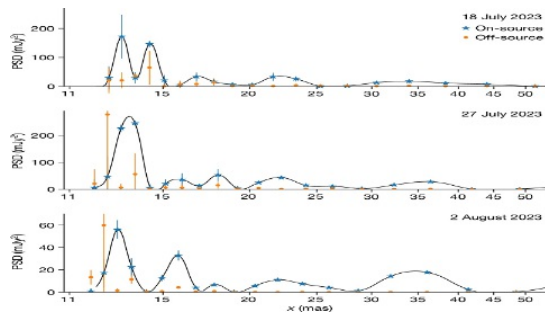 18 July 2023
On-source
Off-source
PSD (mJy²)
200
100
0
11 15 20 25 30 35 40 45 50
27 July 2023
PSD (mJy²)
200
100
0
11 15 20 25 30 35 40 45 50
2 August 2023
PSD (mJy²)
60
40
20
0
11 15 20 25 30 35 40 45 50
x (mas)